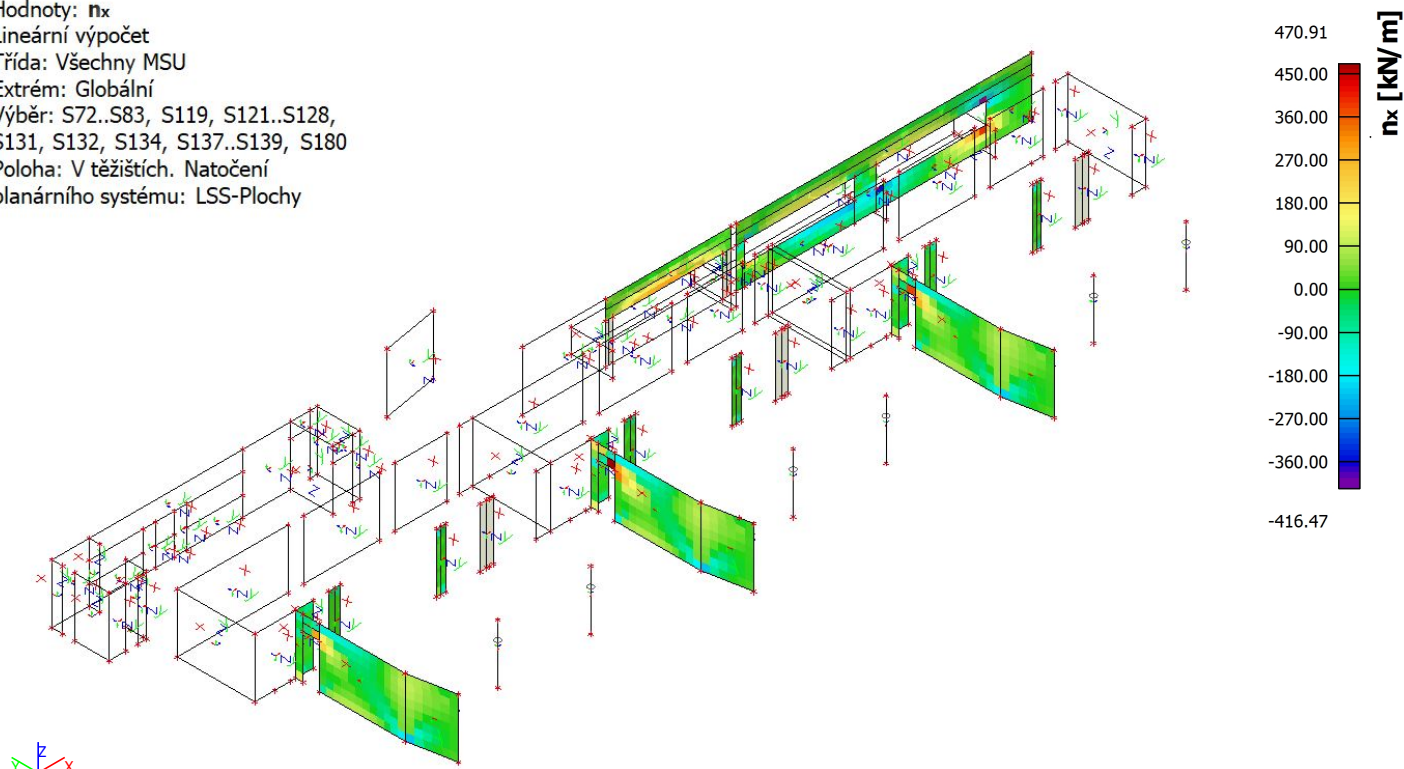 Hodnoty: nx
Lineární výpočet
Třída: Všechny MSU
Extrém: Globální
Výběr: S72..S83, S119, S121..S128,
S131, S132, S134, S137..S139, S180
Poloha: V těžištích. Natočení
planárního systému: LSS-Plochy
470.91
450.00
360.00
270.00
180.00
90.00
0.00
-90.00
-180.00
-270.00
-360.00
-416.47
nx [kN/m]
z
x
y